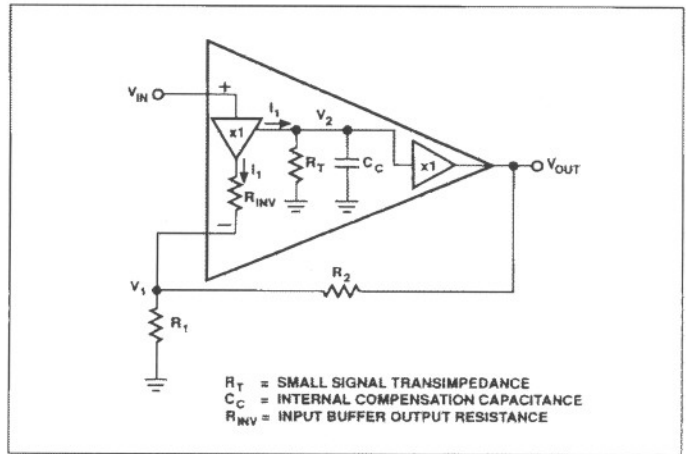 V_IN
+
I_1
V_2
x1
I_1
R_T
C_C
x1
V_OUT
R_INV
−
V_1
R_2
R_1
R_T = SMALL SIGNAL TRANSIMPEDANCE
C_C = INTERNAL COMPENSATION CAPACITANCE
R_INV = INPUT BUFFER OUTPUT RESISTANCE